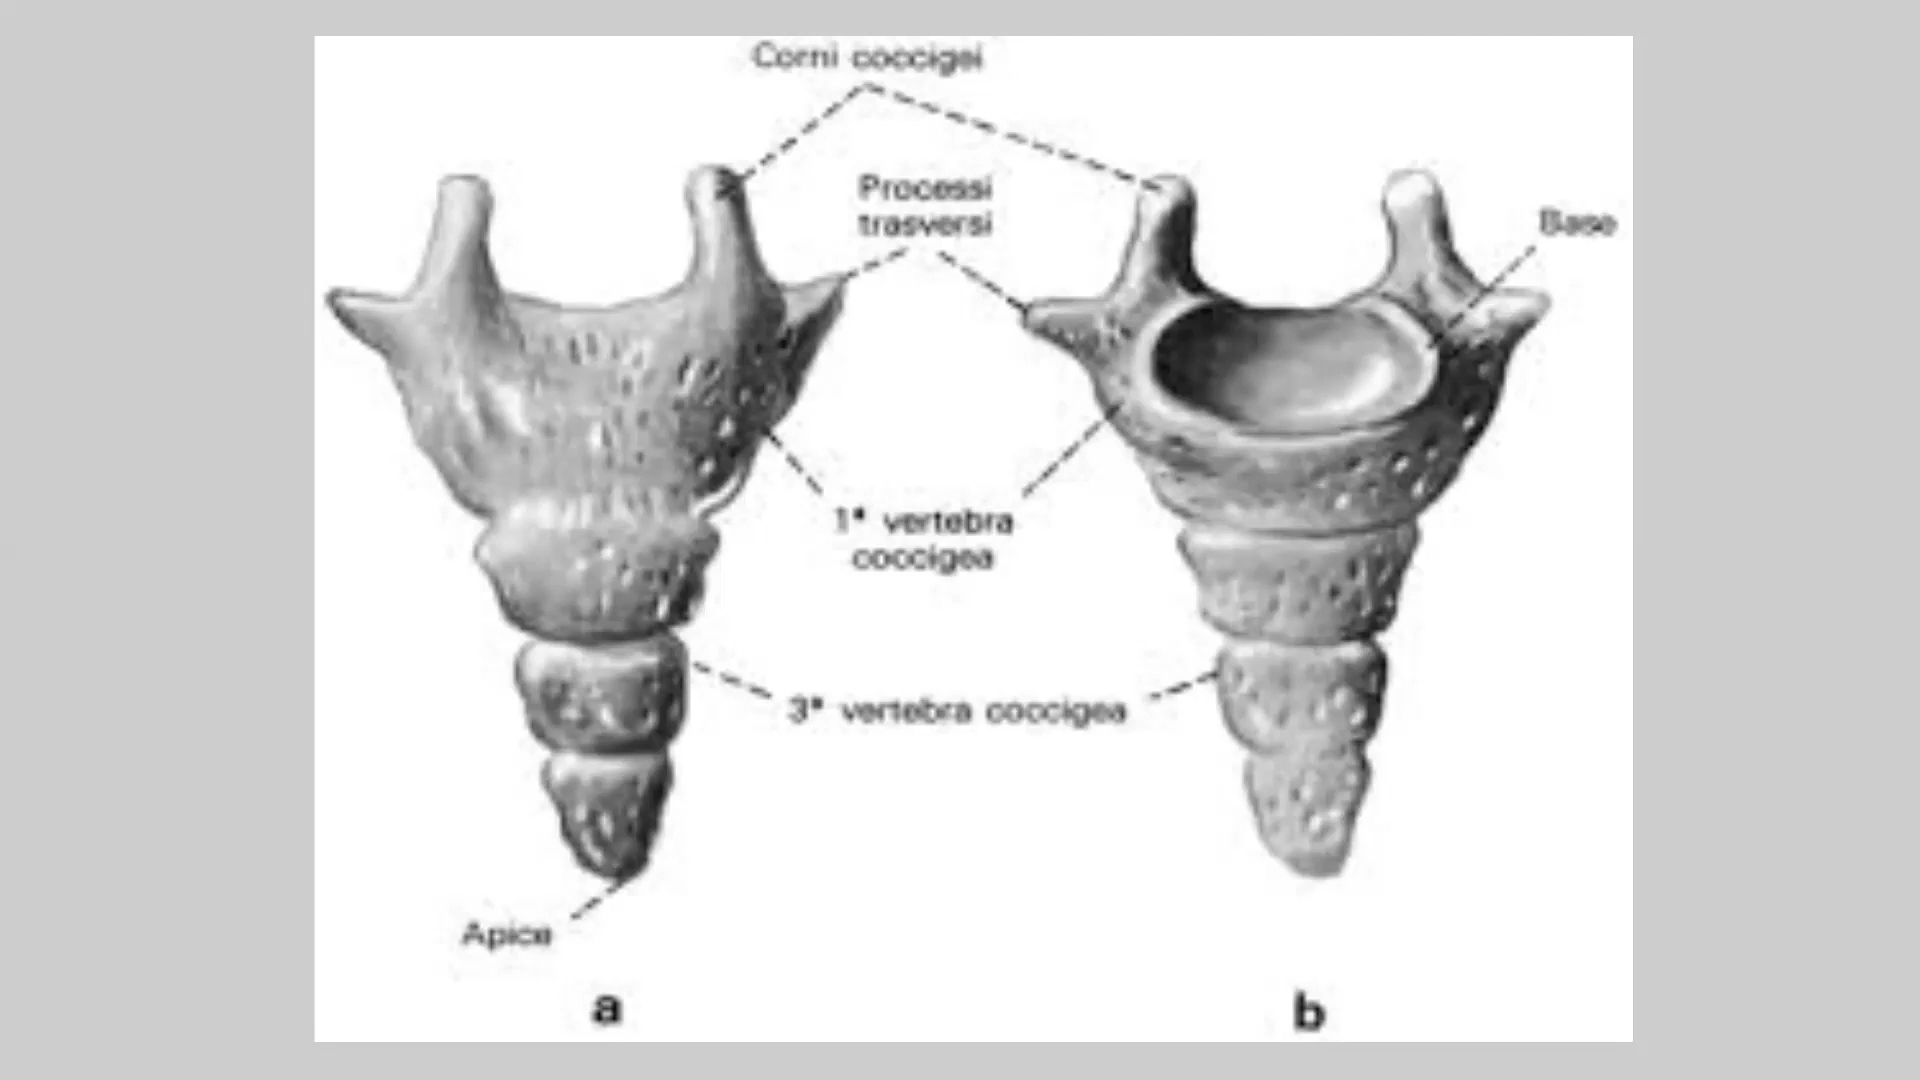 Corni coccigei
Processi
trasversi
Base
1ª vertebra
coccigea
3ª vertebra coccigea
Apice
a
b